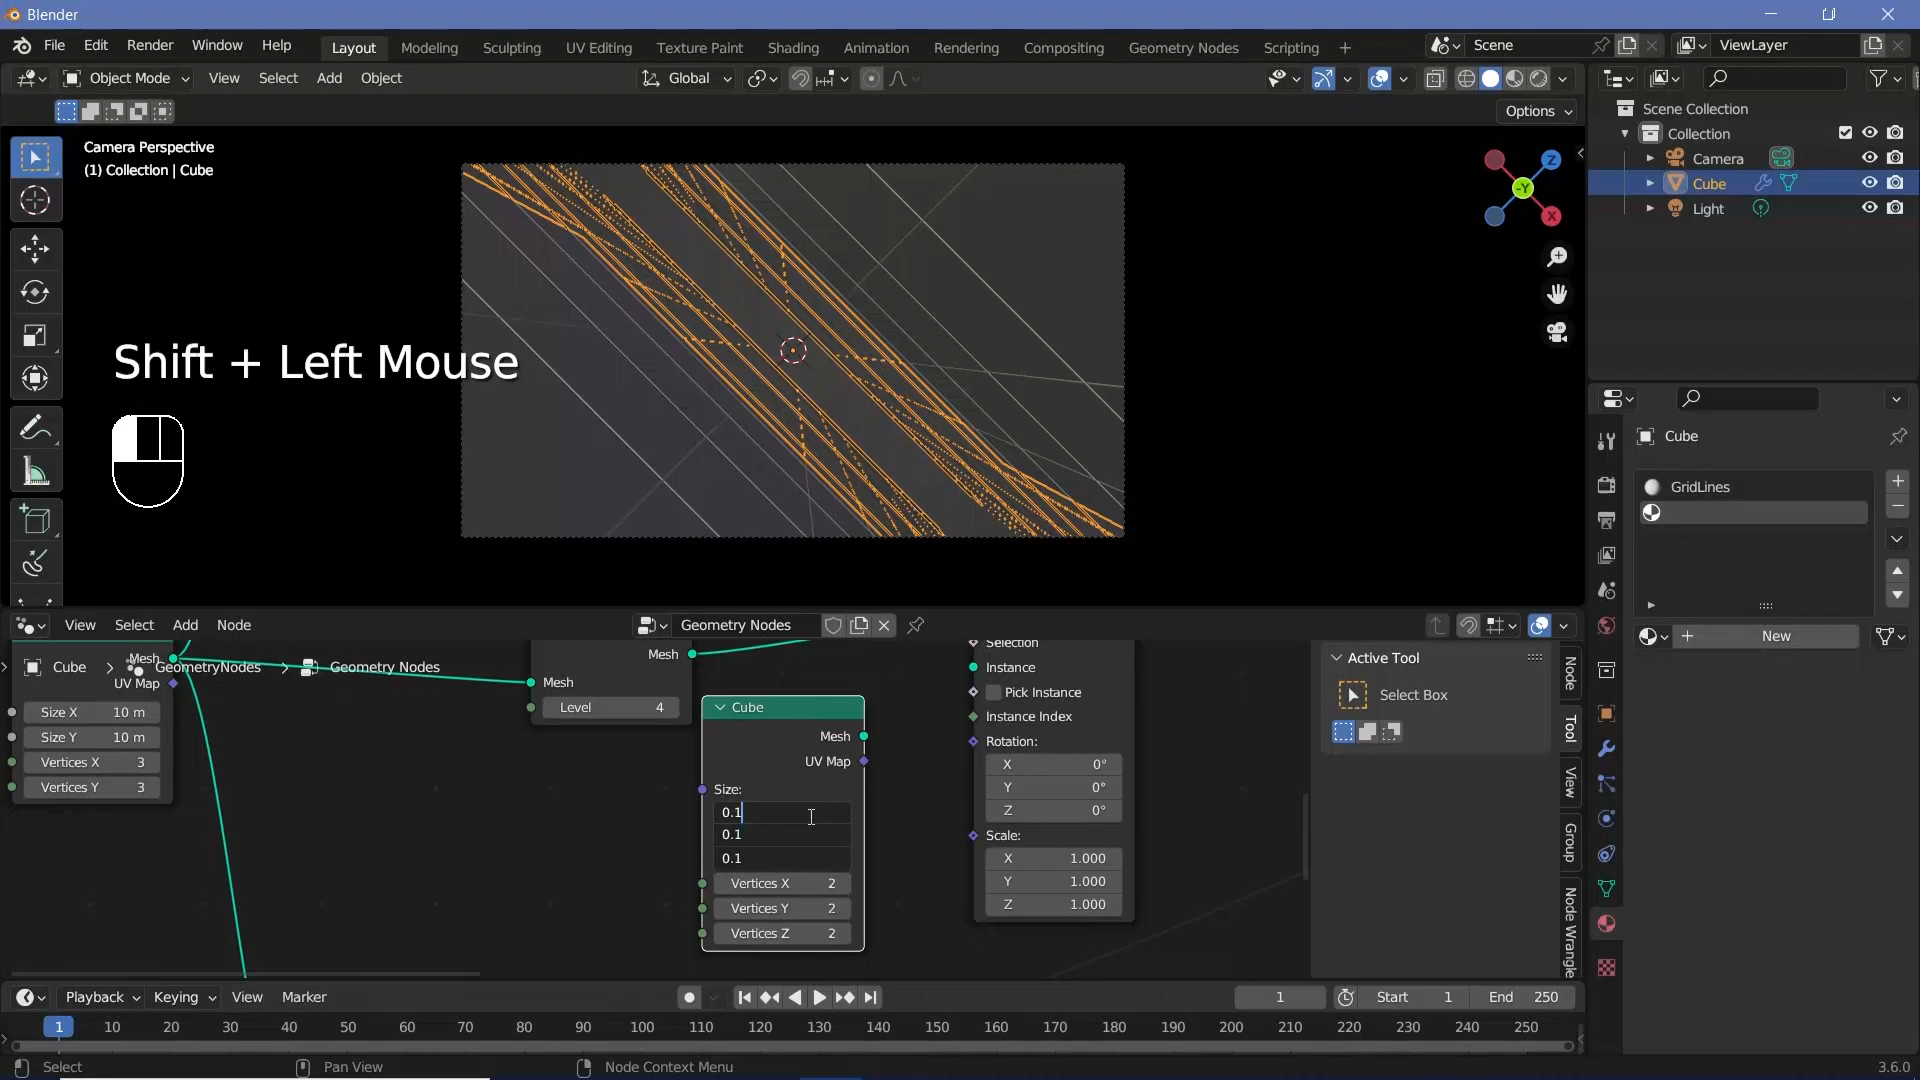 Blender
File Edit Render Window Help
Layout Modeling Sculpting UV Editing Texture Paint Shading Animation Rendering Compositing Geometry Nodes Scripting +
Scene
ViewLayer
Object Mode View Select Add Object
Global
Options
Camera Perspective
(1) Collection | Cube
Z
-Y
X
Shift + Left Mouse
Scene Collection
Collection
Camera
Cube
Light
Cube
GridLines
New
View Select Add Node
Geometry Nodes
Cube > GeometryNodes > Geometry Nodes
Mesh
UV Map
Size X 10 m
Size Y 10 m
Vertices X 3
Vertices Y 3
Mesh
Mesh
Level 4
Cube
Mesh
UV Map
Size:
0.1
0.1
0.1
Vertices X 2
Vertices Y 2
Vertices Z 2
Selection
Instance
Pick Instance
Instance Index
Rotation:
X 0°
Y 0°
Z 0°
Scale:
X 1.000
Y 1.000
Z 1.000
Active Tool
Select Box
Node
Tool
View
Group
Node Wrangle
Playback Keying View Marker
1
Start 1
End 250
1 10 20 30 40 50 60 70 80 90 100 110 120 130 140 150 160 170 180 190 200 210 220 230 240 250
Select
Pan View
Node Context Menu
3.6.0